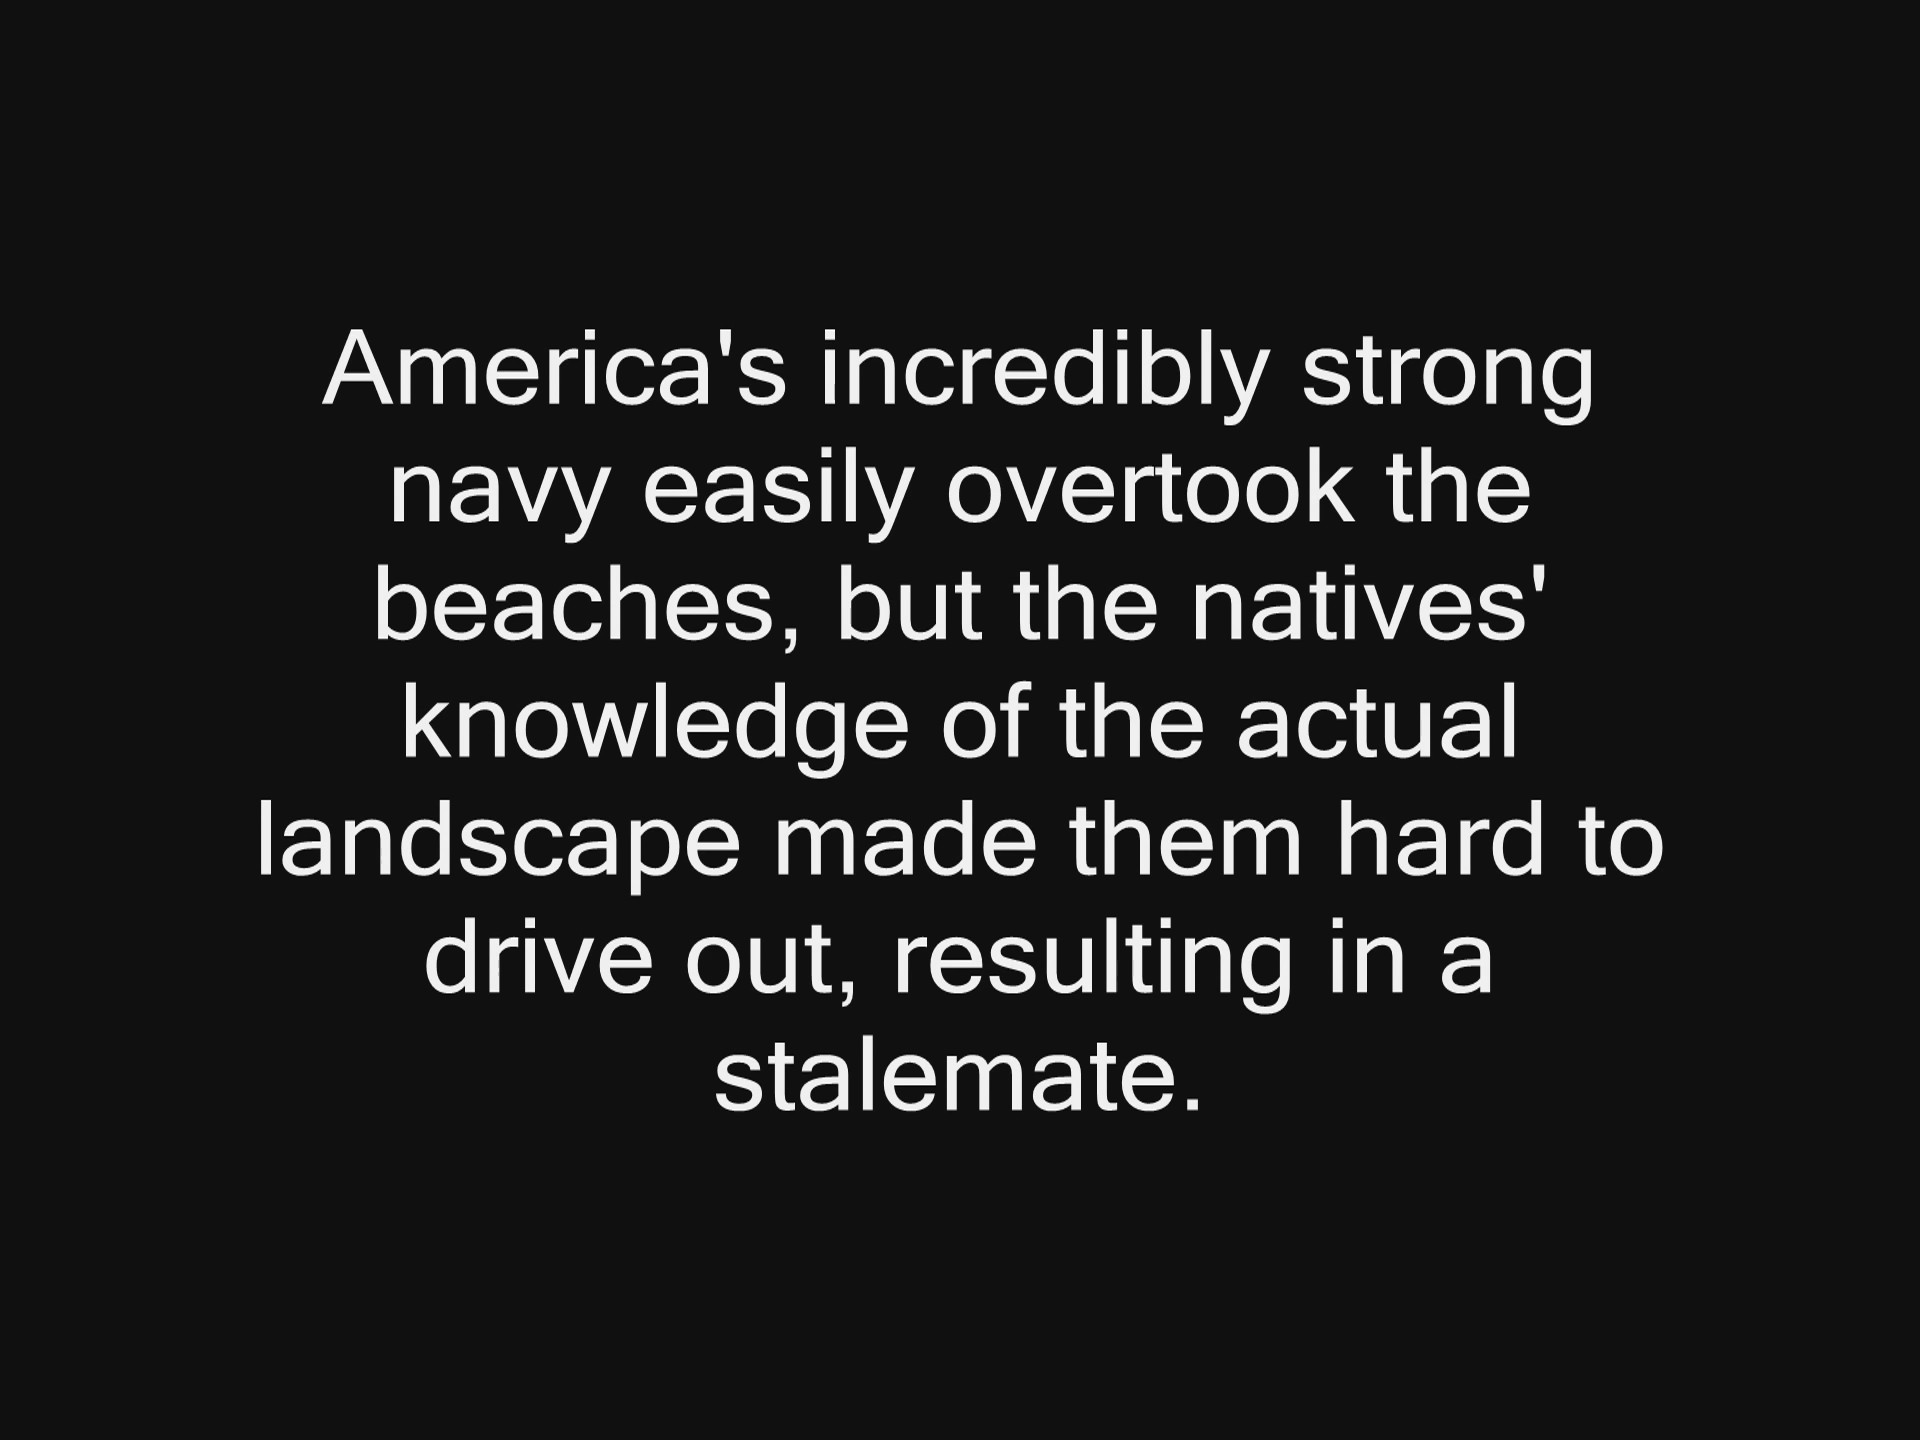 America's incredibly strong
navy easily overtook the
beaches, but the natives'
knowledge of the actual
landscape made them hard to
drive out, resulting in a
stalemate.